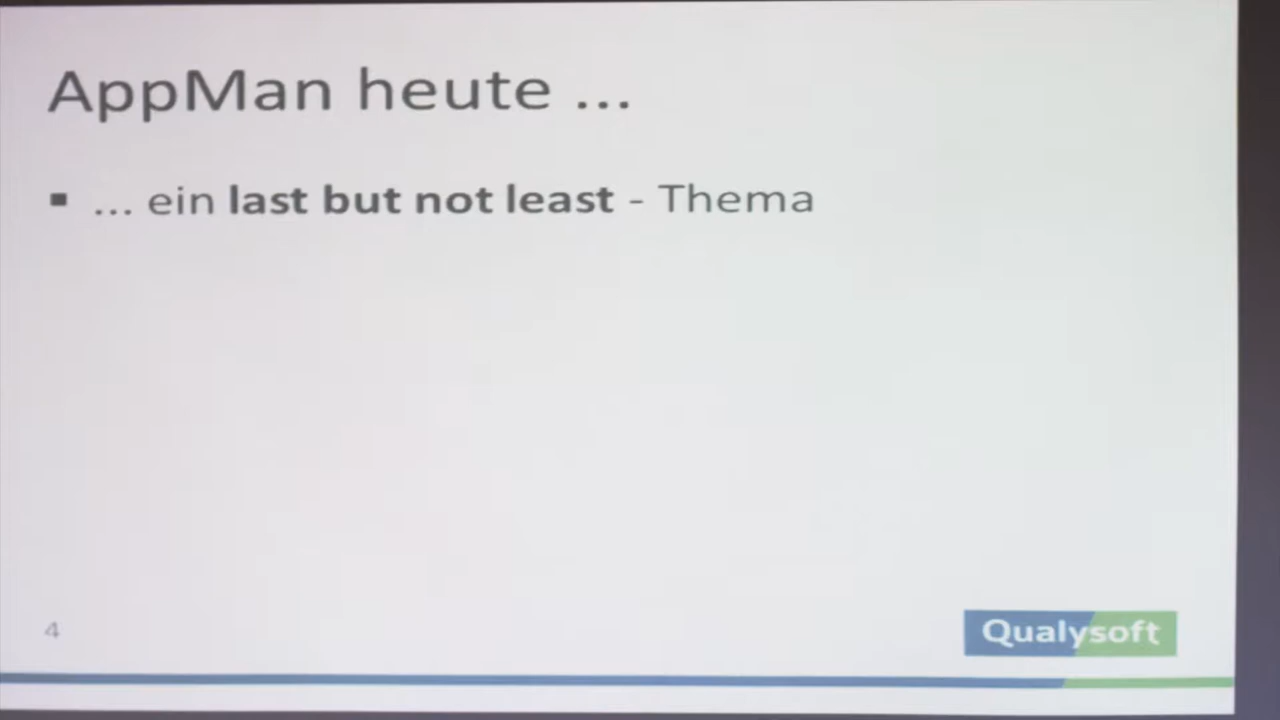 AppMan heute ...
▪ ... ein last but not least - Thema
4
Qualysoft